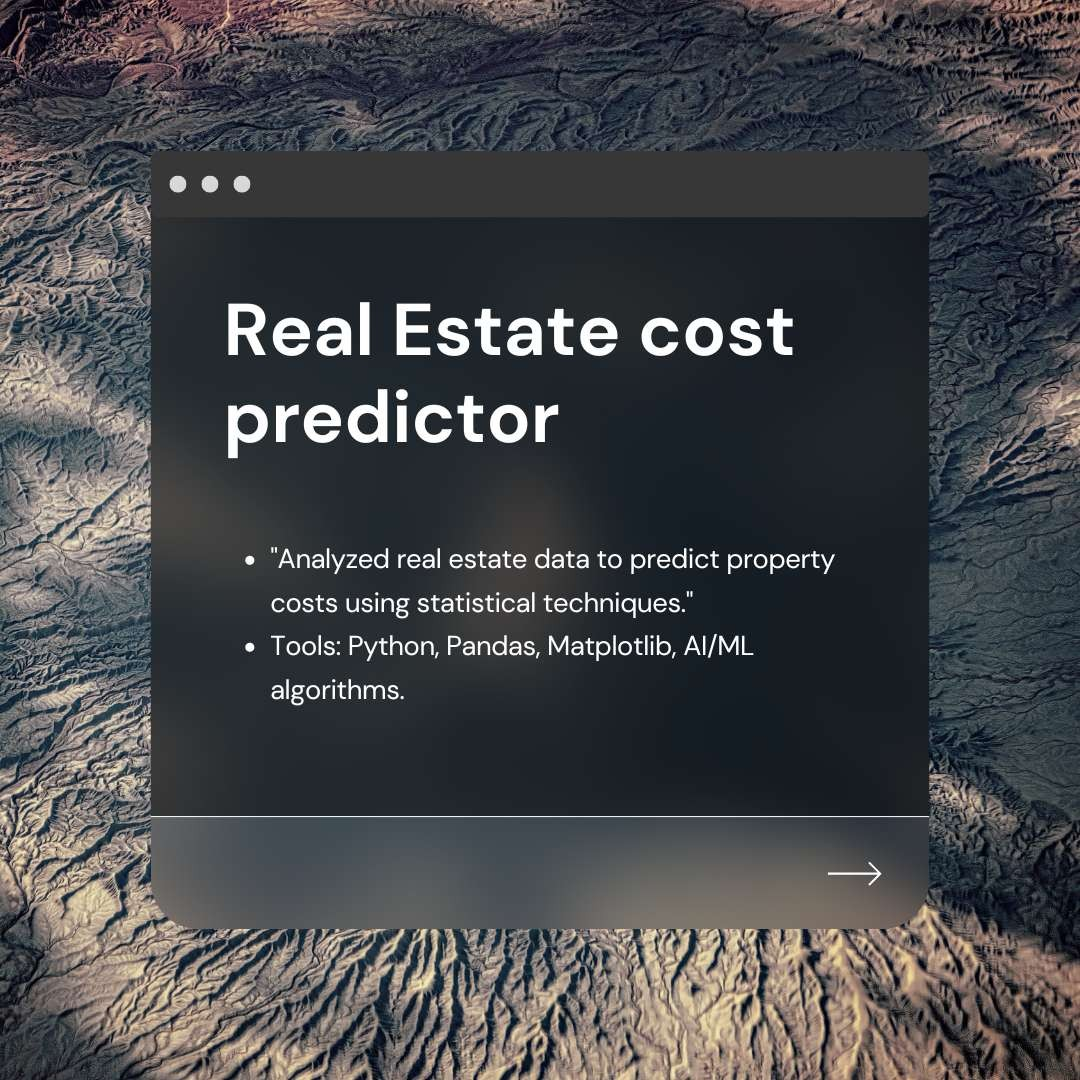 Real Estate cost
predictor
• "Analyzed real estate data to predict property
costs using statistical techniques."
• Tools: Python, Pandas, Matplotlib, AI/ML
algorithms.